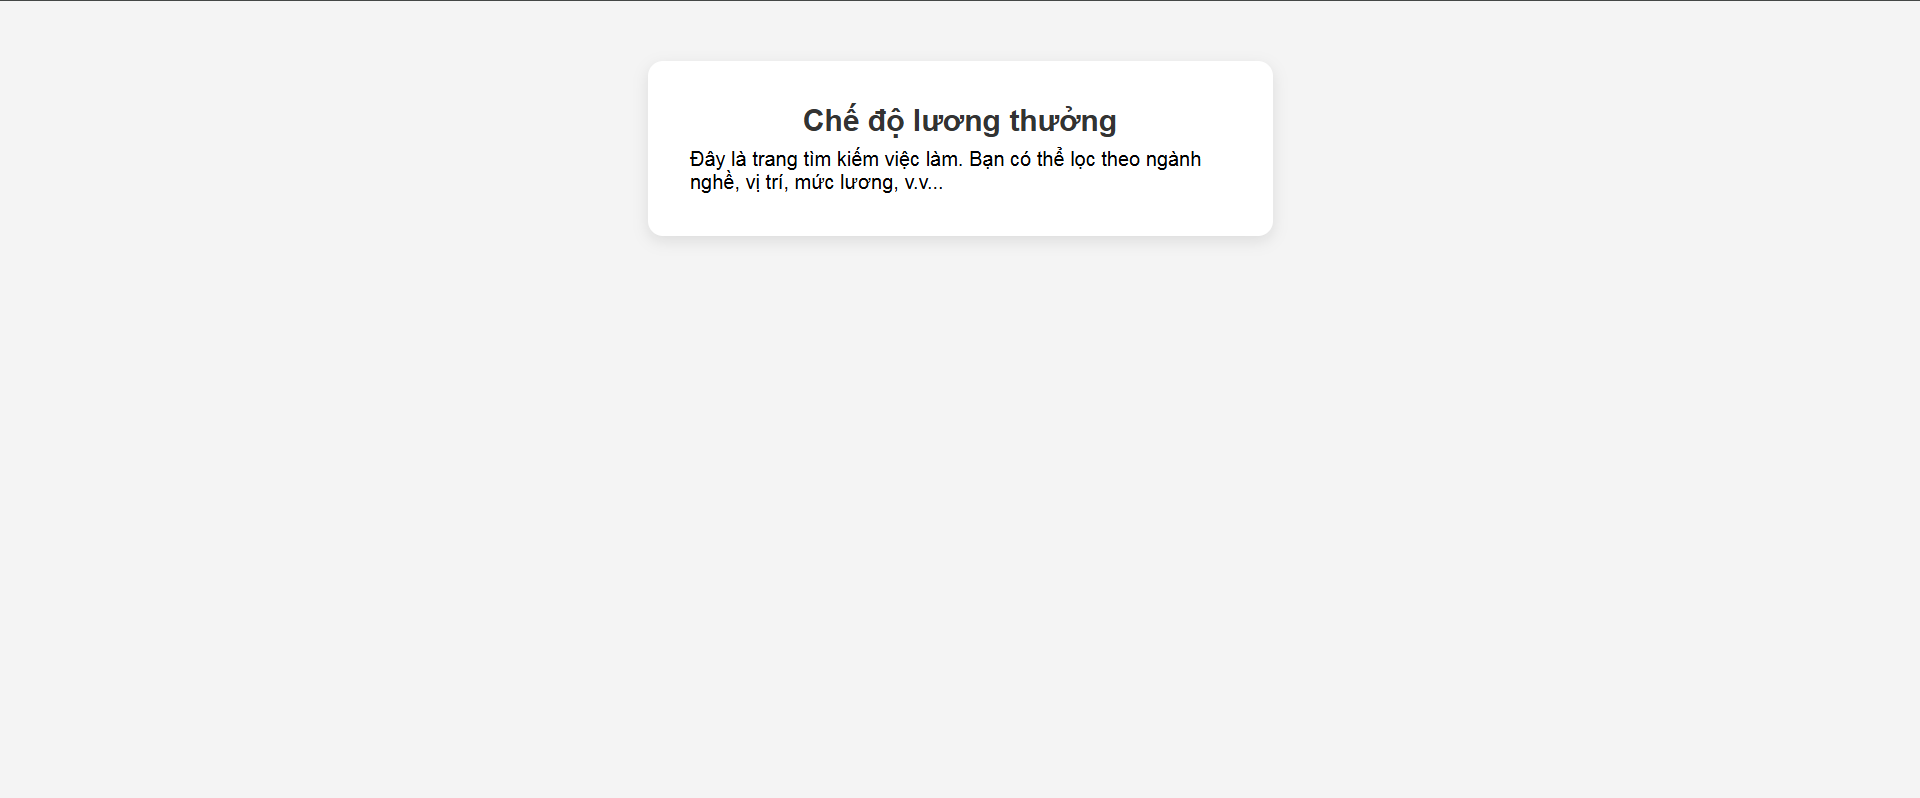 Chế độ lương thưởng
Đây là trang tìm kiếm việc làm. Bạn có thể lọc theo ngành
nghề, vị trí, mức lương, v.v...